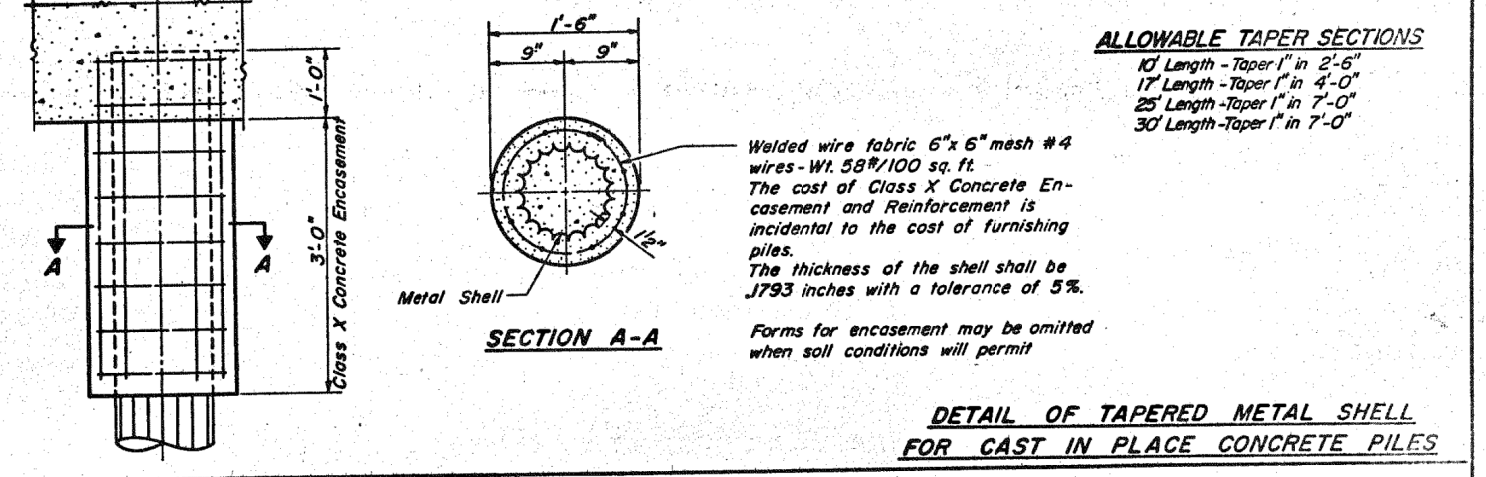 1'-0"
3'-0"
Class X Concrete Encasement
A A
1'-6"
9" 9"
1½"
Metal Shell
SECTION A-A
Welded wire fabric 6"x 6" mesh #4
wires - Wt. 58#/100 sq. ft.
The cost of Class X Concrete En-
casement and Reinforcement is
incidental to the cost of furnishing
piles.
The thickness of the shell shall be
.1793 inches with a tolerance of 5%.
Forms for encasement may be omitted
when soil conditions will permit
ALLOWABLE TAPER SECTIONS
10' Length - Taper 1" in 2'-6"
17' Length - Taper 1" in 4'-0"
25' Length - Taper 1" in 7'-0"
30' Length - Taper 1" in 7'-0"
DETAIL OF TAPERED METAL SHELL
FOR CAST IN PLACE CONCRETE PILES